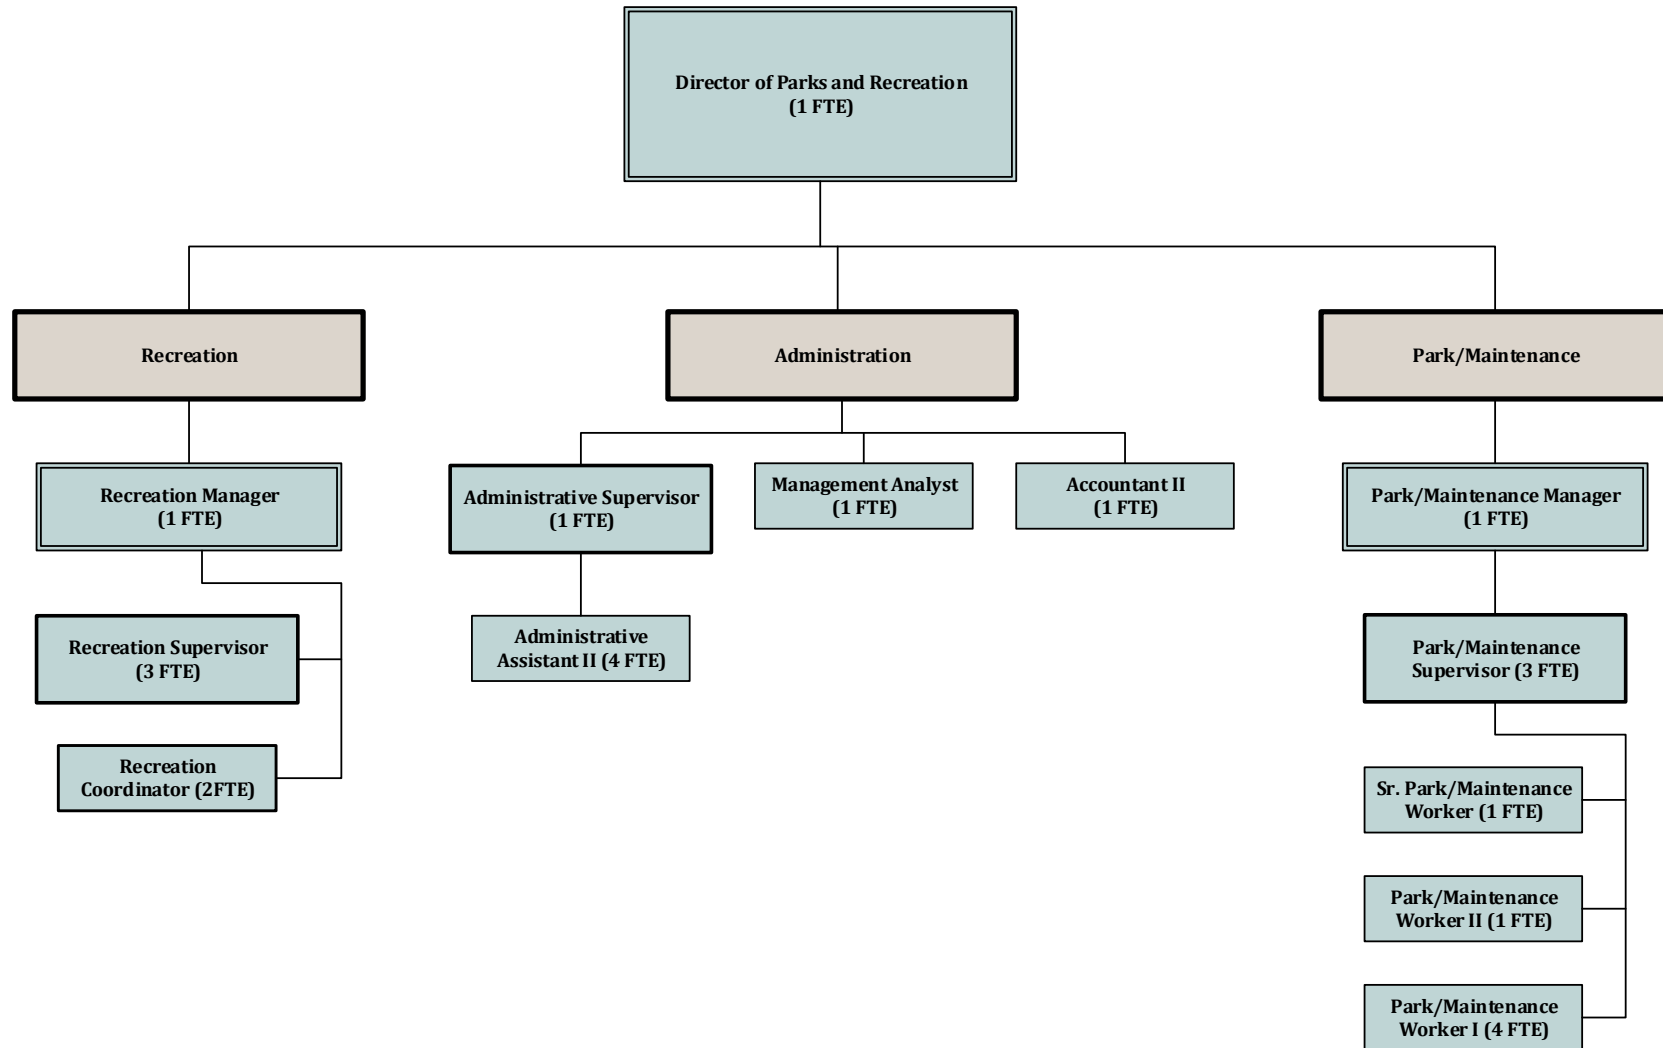 Director of Parks and Recreation
(1 FTE)
Recreation
Administration
Park/Maintenance
Recreation Manager
(1 FTE)
Administrative Supervisor
(1 FTE)
Management Analyst
(1 FTE)
Accountant II
(1 FTE)
Park/Maintenance Manager
(1 FTE)
Recreation Supervisor
(3 FTE)
Administrative
Assistant II (4 FTE)
Park/Maintenance
Supervisor (3 FTE)
Recreation
Coordinator (2FTE)
Sr. Park/Maintenance
Worker (1 FTE)
Park/Maintenance
Worker II (1 FTE)
Park/Maintenance
Worker I (4 FTE)